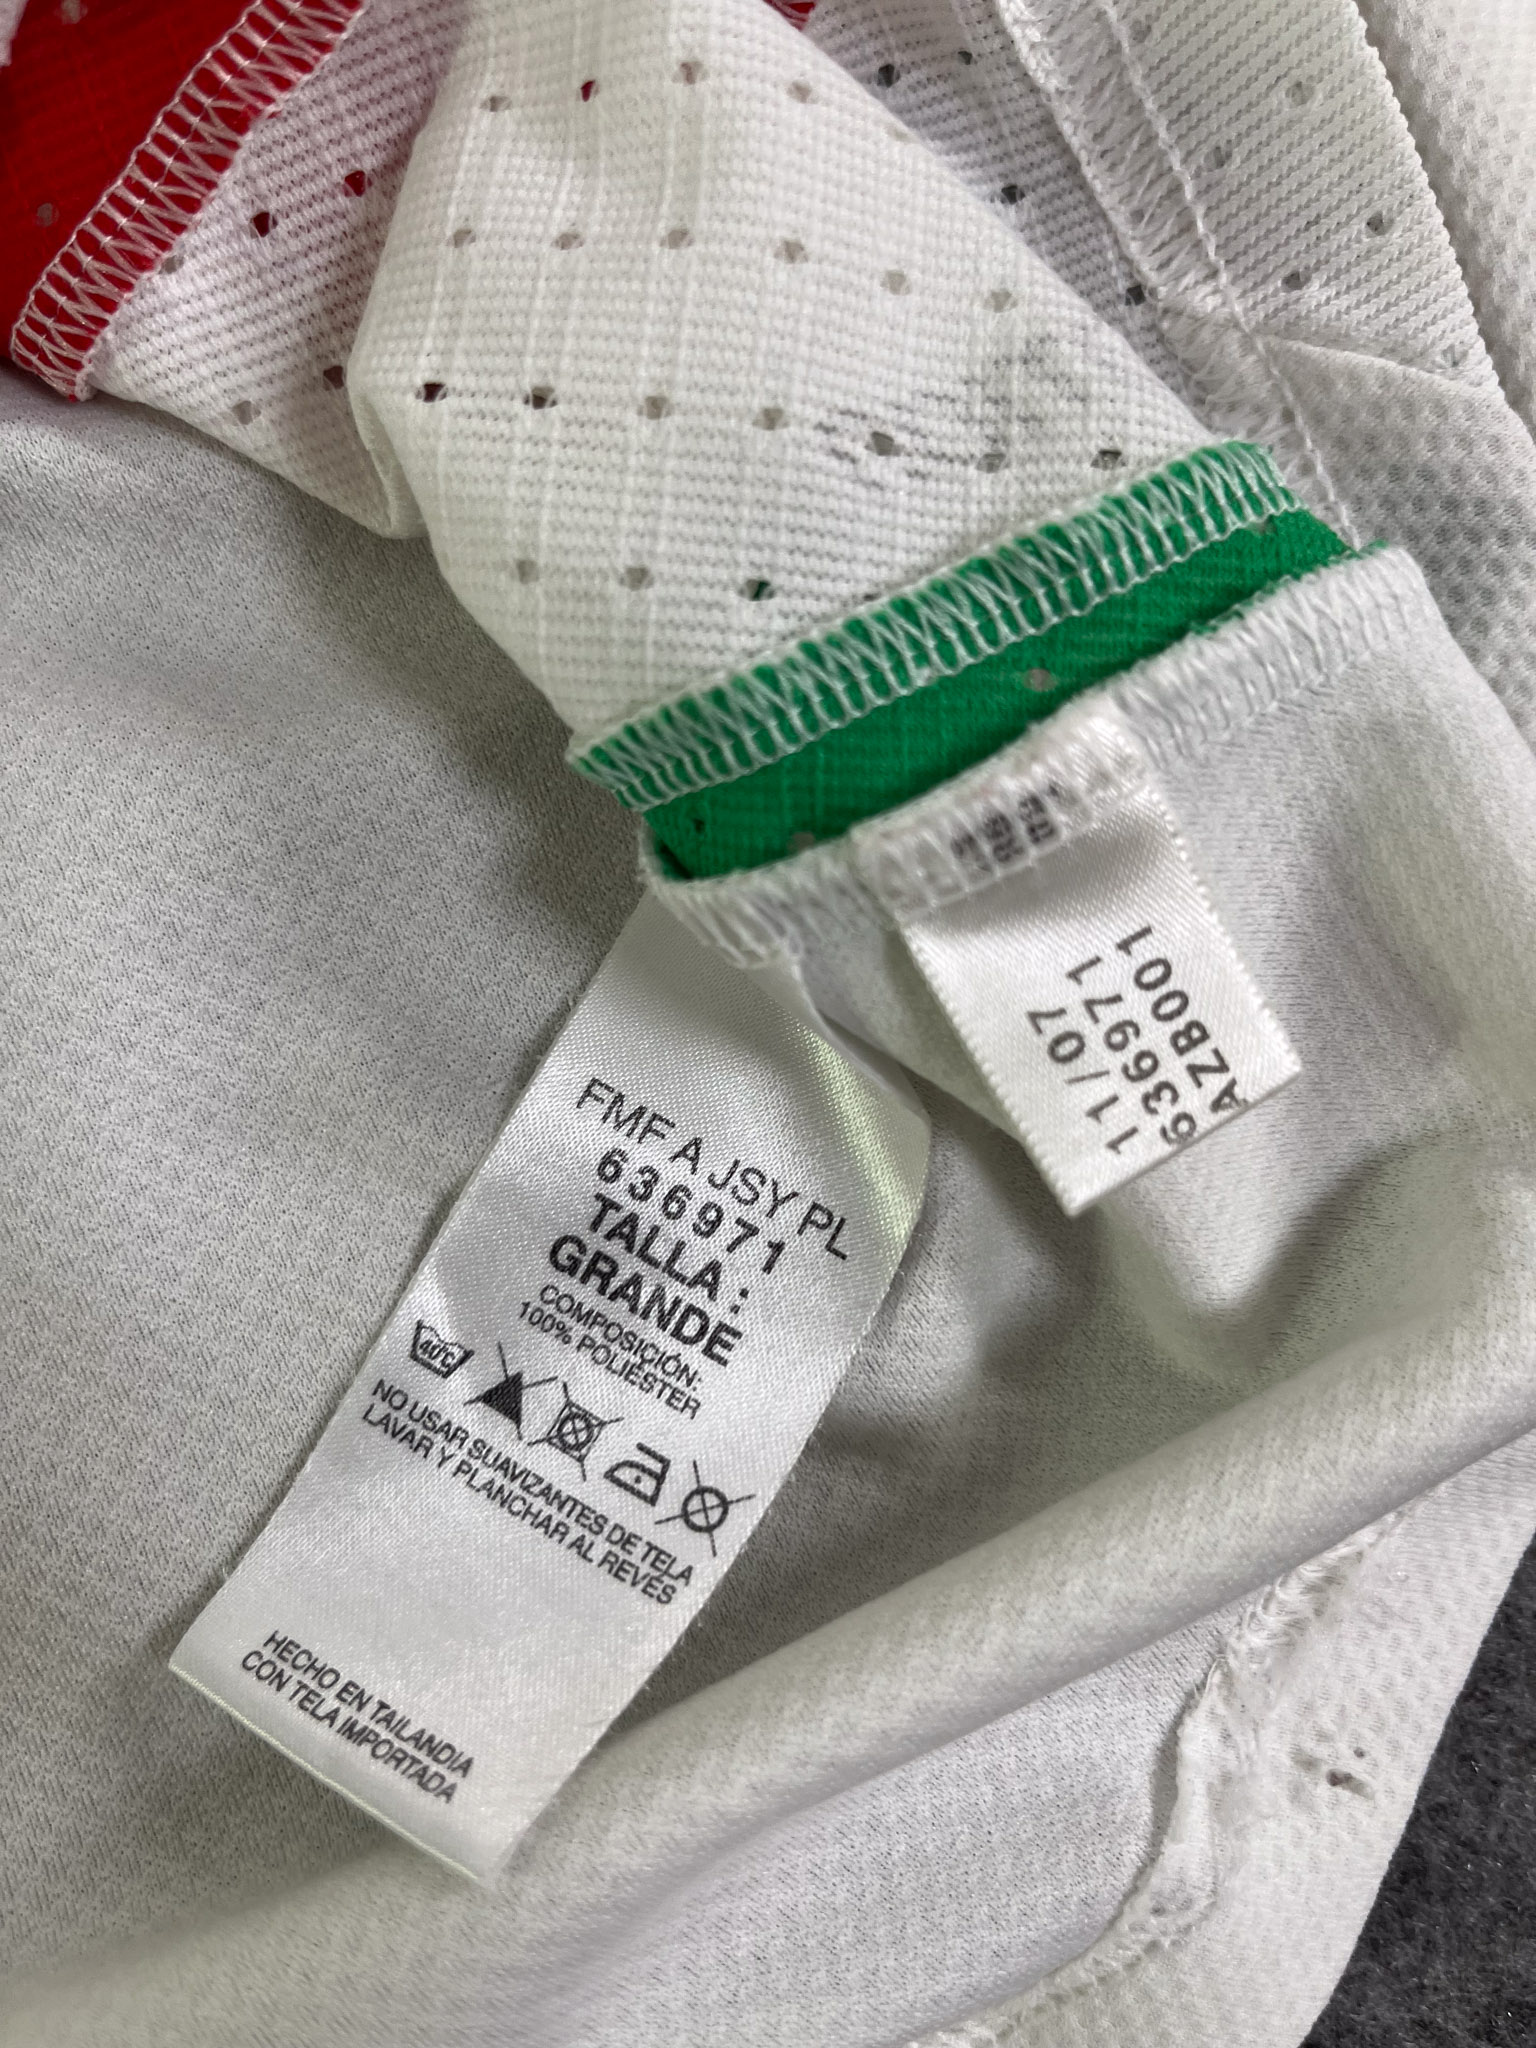 FMF A JSY PL
636971
TALLA :
GRANDE
COMPOSICIÓN:
100% POLIÉSTER
40°C
NO USAR SUAVIZANTES DE TELA
LAVAR Y PLANCHAR AL REVÉS
HECHO EN TAILANDIA
CON TELA IMPORTADA
11/07
636971
AZB001